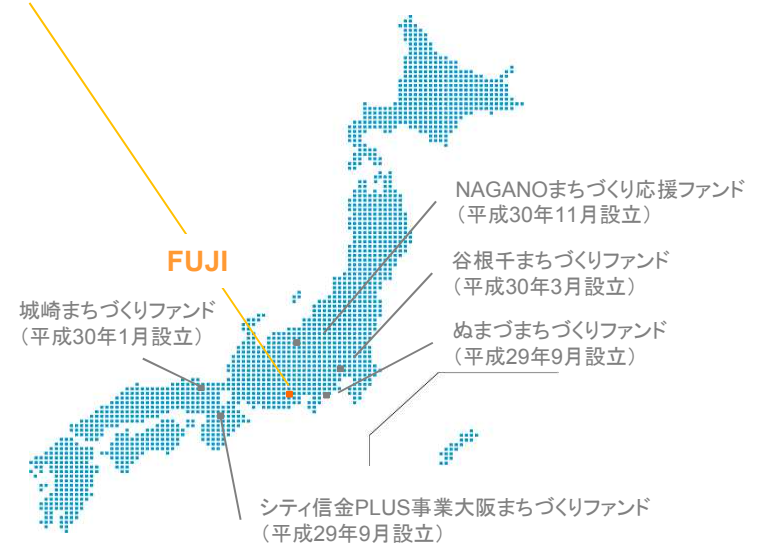 NAGANOまちづくり応援ファンド
（平成30年11月設立）
FUJI
谷根千まちづくりファンド
（平成30年3月設立）
城崎まちづくりファンド
（平成30年1月設立）
ぬまづまちづくりファンド
（平成29年9月設立）
シティ信金PLUS事業大阪まちづくりファンド
（平成29年9月設立）